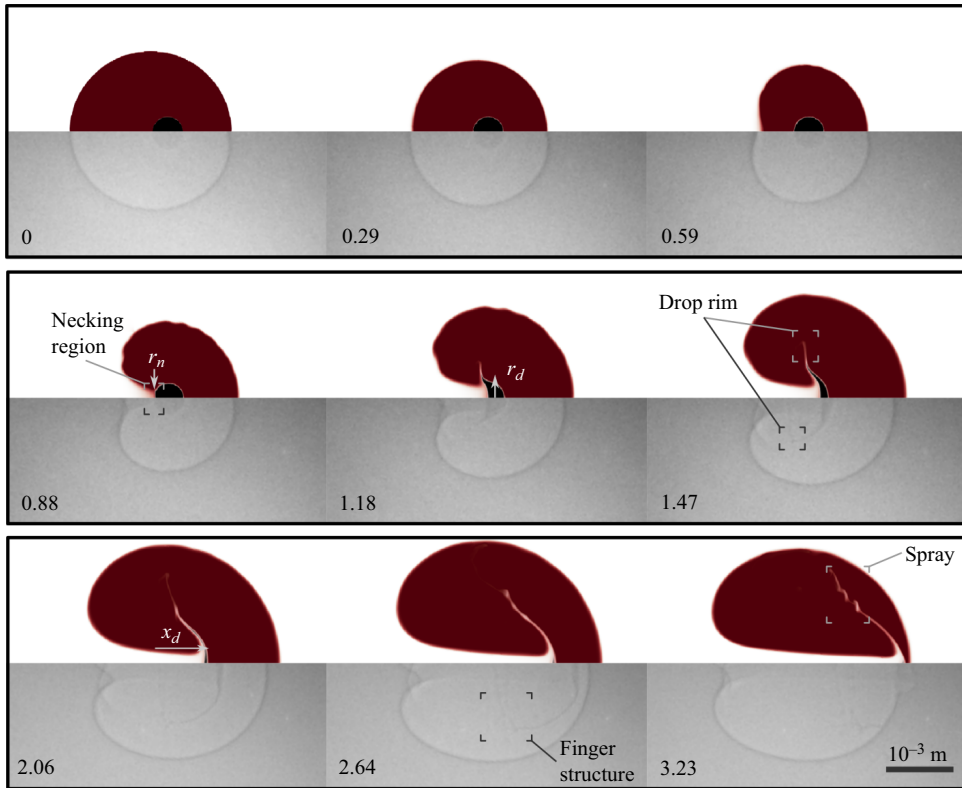 0
0.29
0.59
Necking
region
r_n
0.88
r_d
1.18
Drop rim
1.47
x_d
2.06
Finger
structure
2.64
Spray
3.23
10⁻³ m